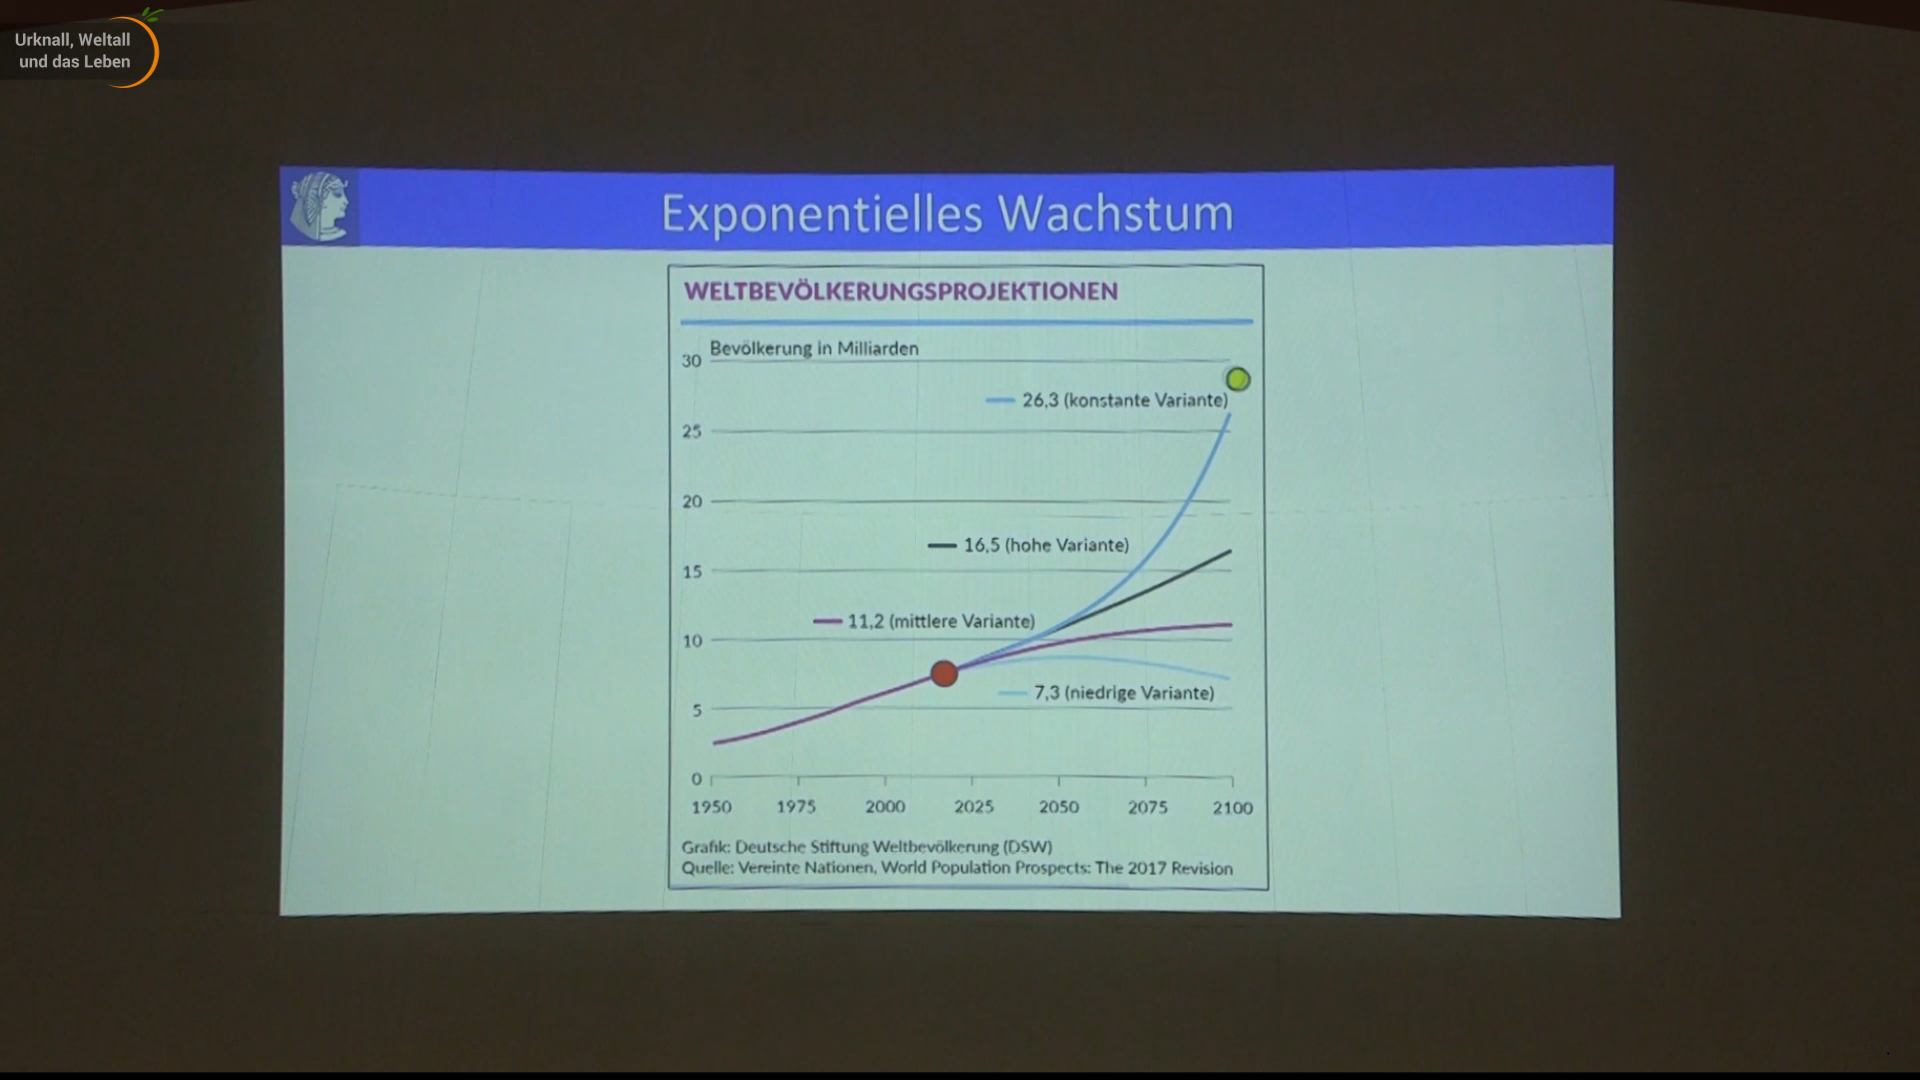 Urknall, Weltall
und das Leben
Exponentielles Wachstum
WELTBEVÖLKERUNGSPROJEKTIONEN
Bevölkerung in Milliarden
30
26,3 (konstante Variante)
25
20
16,5 (hohe Variante)
15
11,2 (mittlere Variante)
10
7,3 (niedrige Variante)
5
0
1950 1975 2000 2025 2050 2075 2100
Grafik: Deutsche Stiftung Weltbevölkerung (DSW)
Quelle: Vereinte Nationen, World Population Prospects: The 2017 Revision